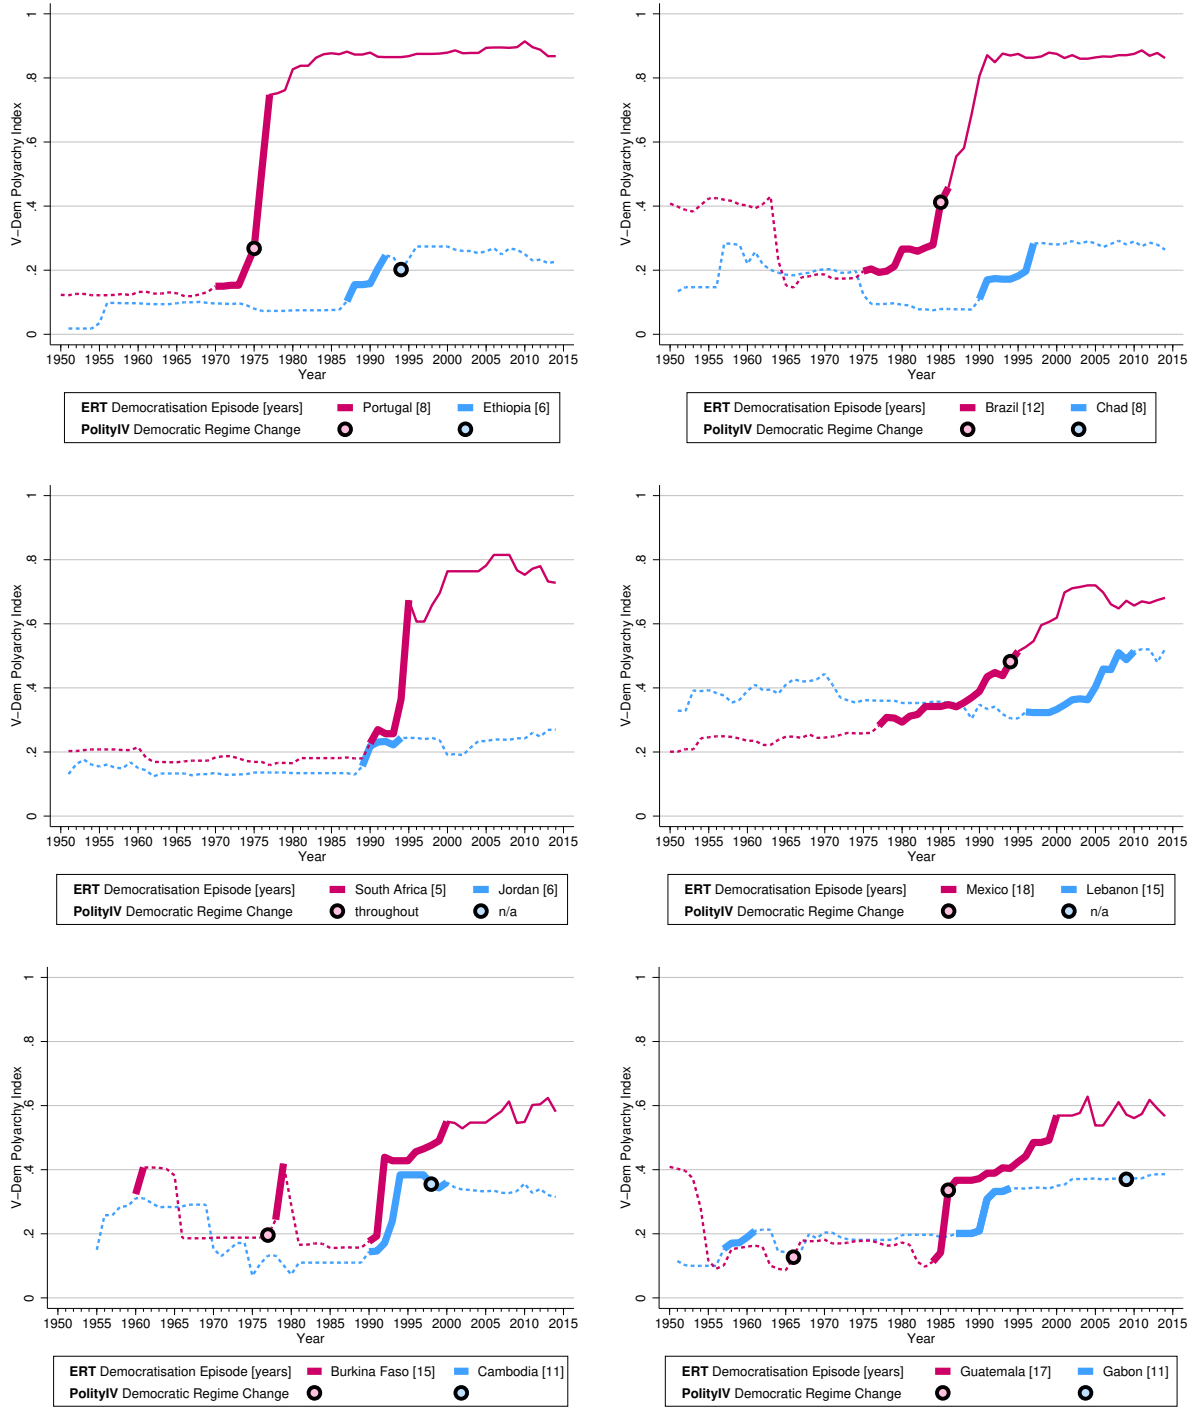 1
.8
.6
.4
.2
0
V−Dem Polyarchy Index
1950 1955 1960 1965 1970 1975 1980 1985 1990 1995 2000 2005 2010 2015
Year
ERT Democratisation Episode [years] Portugal [8] Ethiopia [6]
PolityIV Democratic Regime Change
1
.8
.6
.4
.2
0
V−Dem Polyarchy Index
1950 1955 1960 1965 1970 1975 1980 1985 1990 1995 2000 2005 2010 2015
Year
ERT Democratisation Episode [years] Brazil [12] Chad [8]
PolityIV Democratic Regime Change
1
.8
.6
.4
.2
0
V−Dem Polyarchy Index
1950 1955 1960 1965 1970 1975 1980 1985 1990 1995 2000 2005 2010 2015
Year
ERT Democratisation Episode [years] South Africa [5] Jordan [6]
PolityIV Democratic Regime Change throughout n/a
1
.8
.6
.4
.2
0
V−Dem Polyarchy Index
1950 1955 1960 1965 1970 1975 1980 1985 1990 1995 2000 2005 2010 2015
Year
ERT Democratisation Episode [years] Mexico [18] Lebanon [15]
PolityIV Democratic Regime Change n/a
1
.8
.6
.4
.2
0
V−Dem Polyarchy Index
1950 1955 1960 1965 1970 1975 1980 1985 1990 1995 2000 2005 2010 2015
Year
ERT Democratisation Episode [years] Burkina Faso [15] Cambodia [11]
PolityIV Democratic Regime Change
1
.8
.6
.4
.2
0
V−Dem Polyarchy Index
1950 1955 1960 1965 1970 1975 1980 1985 1990 1995 2000 2005 2010 2015
Year
ERT Democratisation Episode [years] Guatemala [17] Gabon [11]
PolityIV Democratic Regime Change